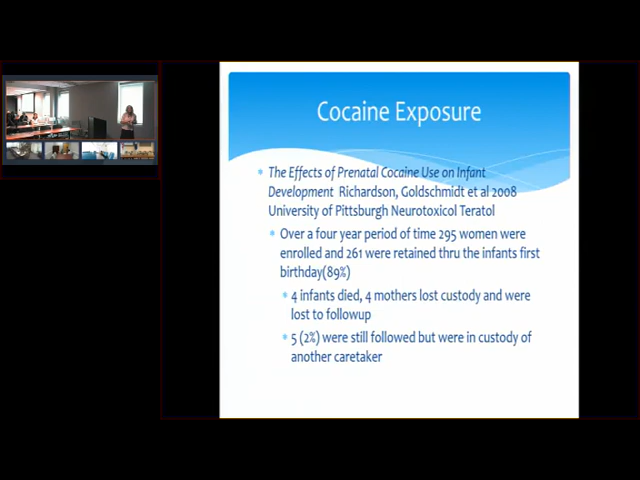 Cocaine Exposure
The Effects of Prenatal Cocaine Use on Infant
Development Richardson, Goldschmidt et al 2008
University of Pittsburgh Neurotoxicol Teratol
Over a four year period of time 295 women were
enrolled and 261 were retained thru the infants first
birthday(89%)
4 infants died, 4 mothers lost custody and were
lost to followup
5 (2%) were still followed but were in custody of
another caretaker